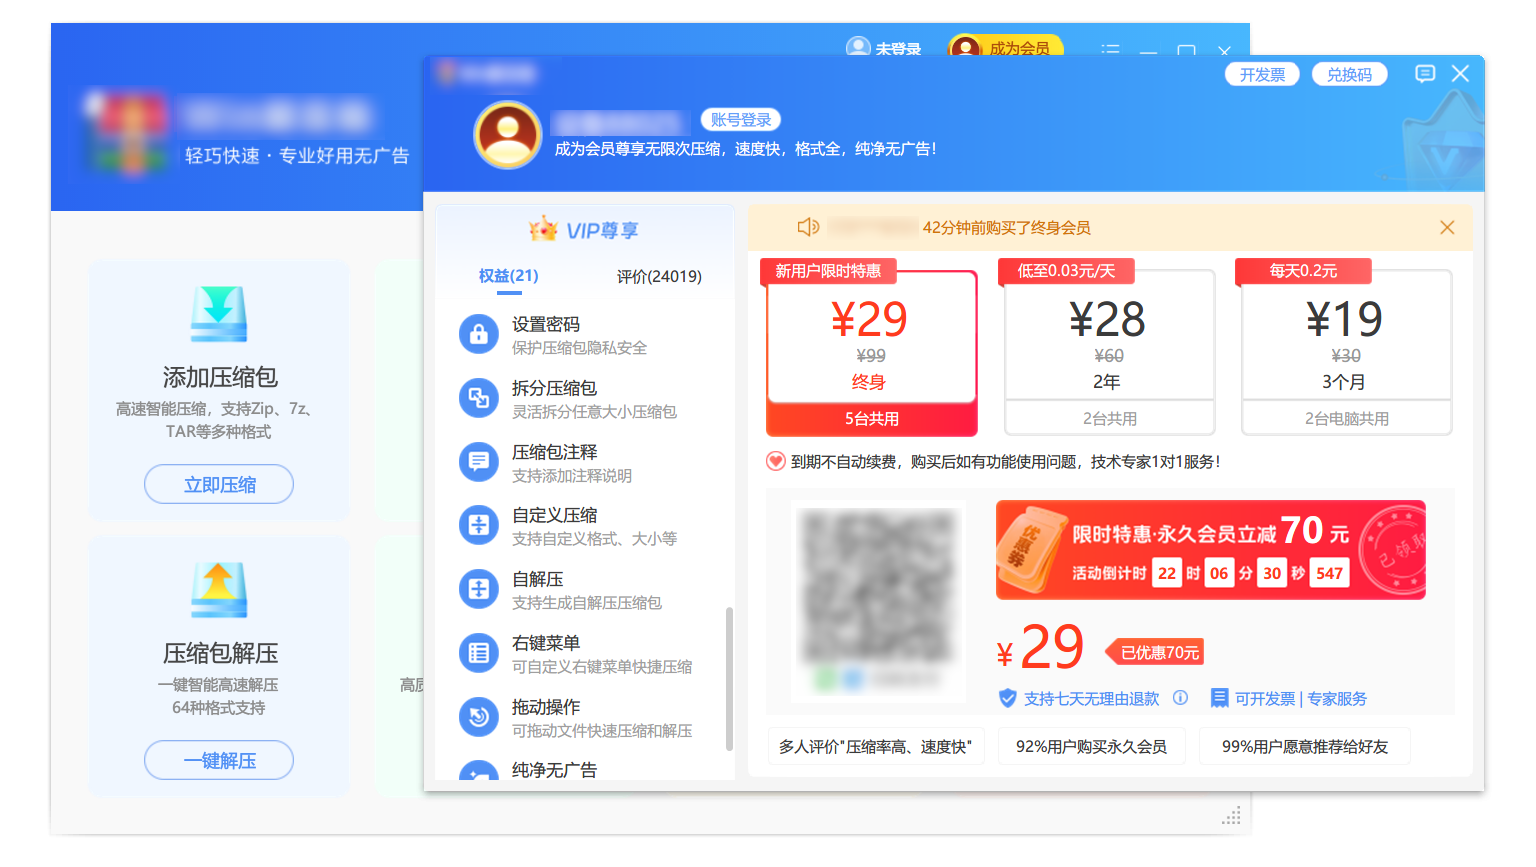 未登录
成为会员
轻巧快速 · 专业好用无广告
添加压缩包
高速智能压缩，支持Zip、7z、
TAR等多种格式
立即压缩
压缩包解压
一键智能高速解压
64种格式支持
一键解压
高质
开发票
兑换码
账号登录
成为会员尊享无限次压缩，速度快，格式全，纯净无广告！
VIP尊享
权益(21)
评价(24019)
设置密码
保护压缩包隐私安全
拆分压缩包
灵活拆分任意大小压缩包
压缩包注释
支持添加注释说明
自定义压缩
支持自定义格式、大小等
自解压
支持生成自解压压缩包
右键菜单
可自定义右键菜单快捷压缩
拖动操作
可拖动文件快速压缩和解压
纯净无广告
42分钟前购买了终身会员
新用户限时特惠
¥29
¥99
终身
5台共用
低至0.03元/天
¥28
¥60
2年
2台共用
每天0.2元
¥19
¥30
3个月
2台电脑共用
到期不自动续费，购买后如有功能使用问题，技术专家1对1服务！
优惠券
限时特惠·永久会员立减70元
活动倒计时 22 时 06 分 30 秒 547
已领取
¥29
已优惠70元
支持七天无理由退款
可开发票 | 专家服务
多人评价"压缩率高、速度快"
92%用户购买永久会员
99%用户愿意推荐给好友